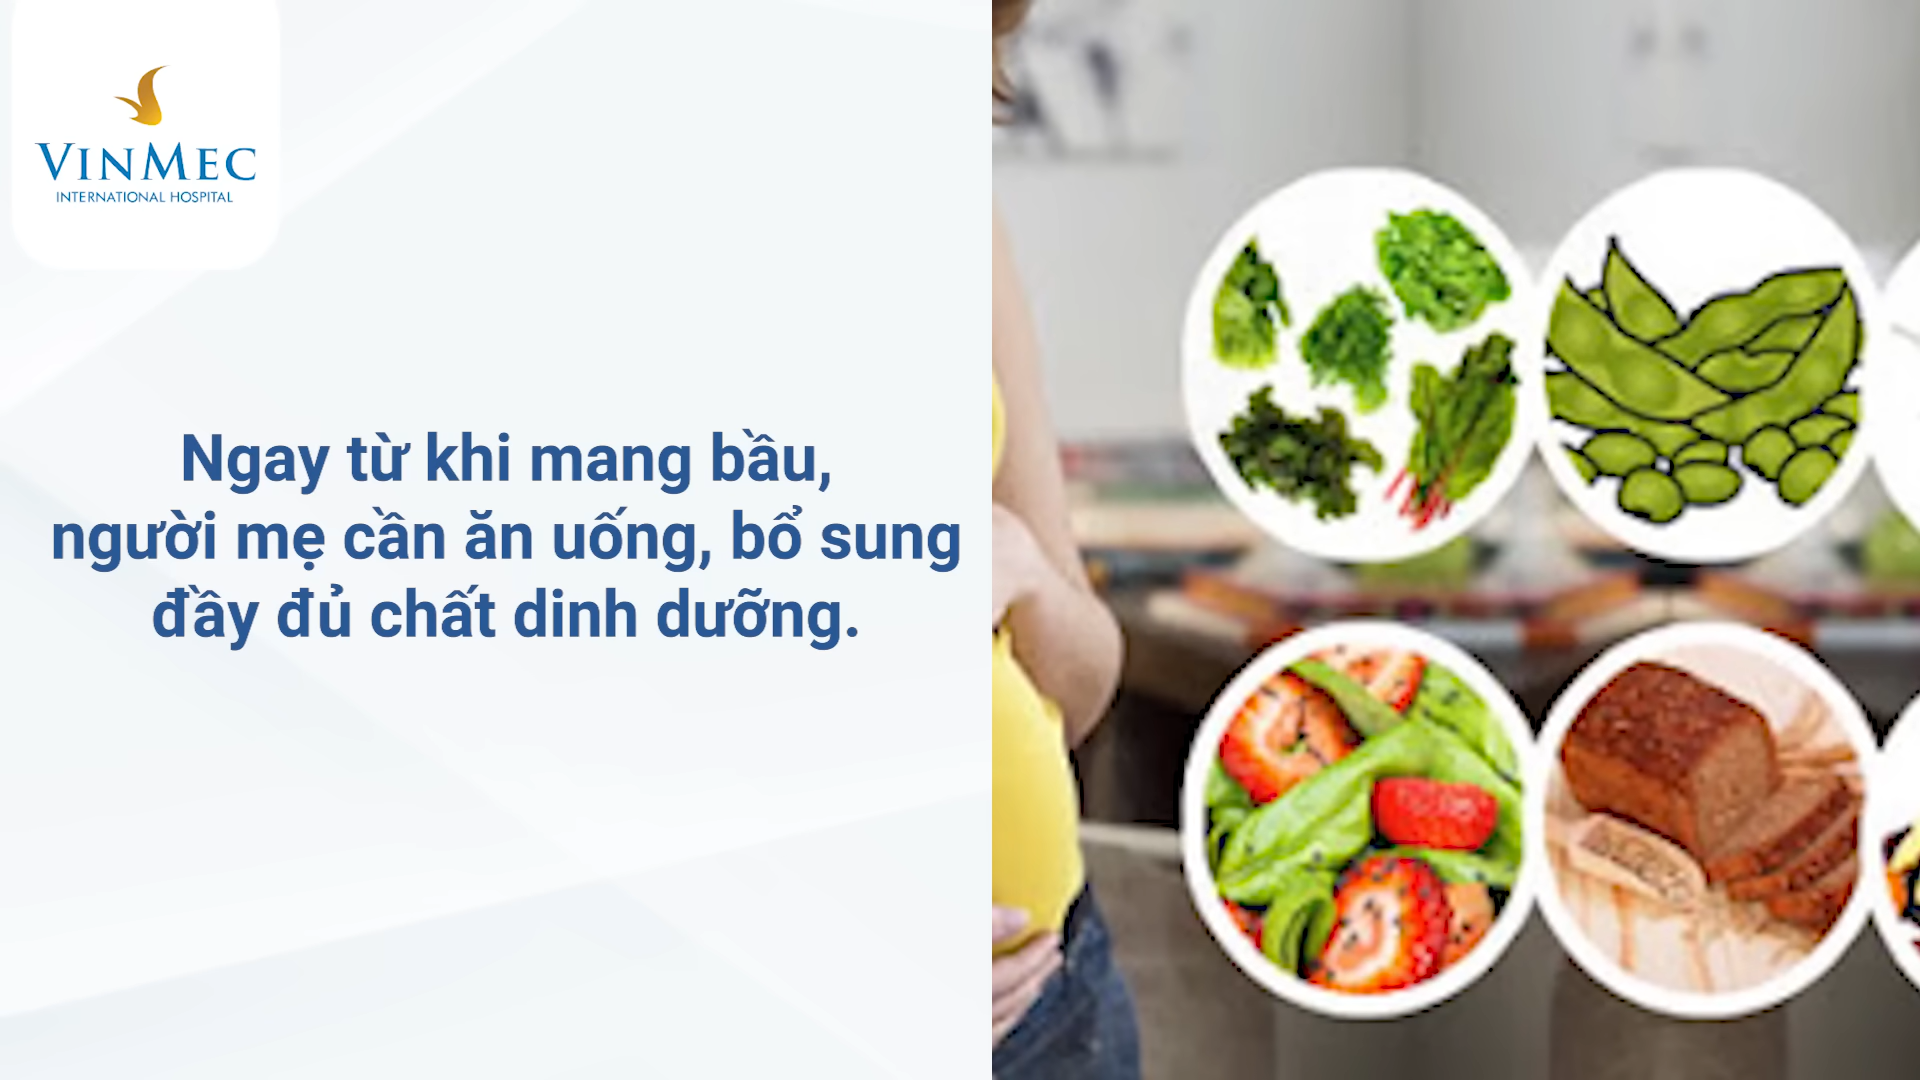 VINMEC
INTERNATIONAL HOSPITAL
Ngay từ khi mang bầu,
người mẹ cần ăn uống, bổ sung
đầy đủ chất dinh dưỡng.